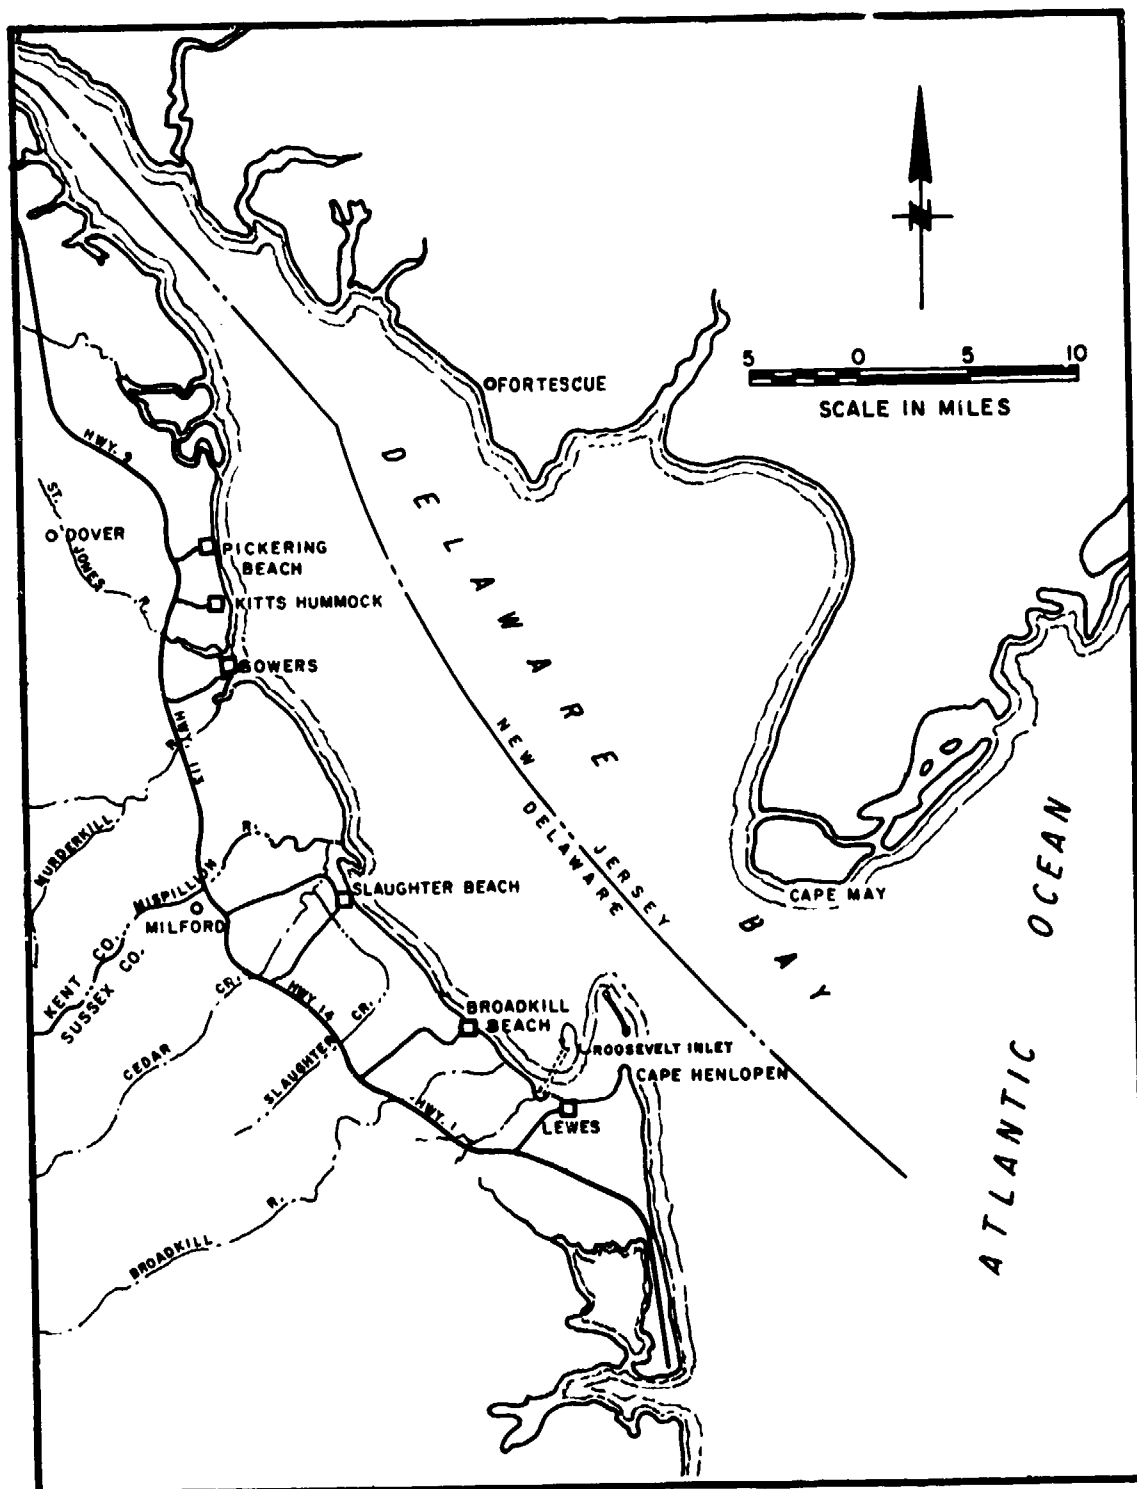 N
5 0 5 10
SCALE IN MILES
FORTESCUE
HWY. 9
ST. JONES R.
DOVER
PICKERING
BEACH
KITTS HUMMOCK
BOWERS
DELAWARE BAY
NEW JERSEY
DELAWARE
HWY. 113
R.
MURDERKILL
MISPILLION R.
MILFORD
SLAUGHTER BEACH
KENT CO.
SUSSEX CO.
CEDAR CR.
HWY 14
SLAUGHTER CR.
BROADKILL
BEACH
ROOSEVELT INLET
CAPE HENLOPEN
LEWES
HWY. 1
BROADKILL R.
CAPE MAY
ATLANTIC OCEAN